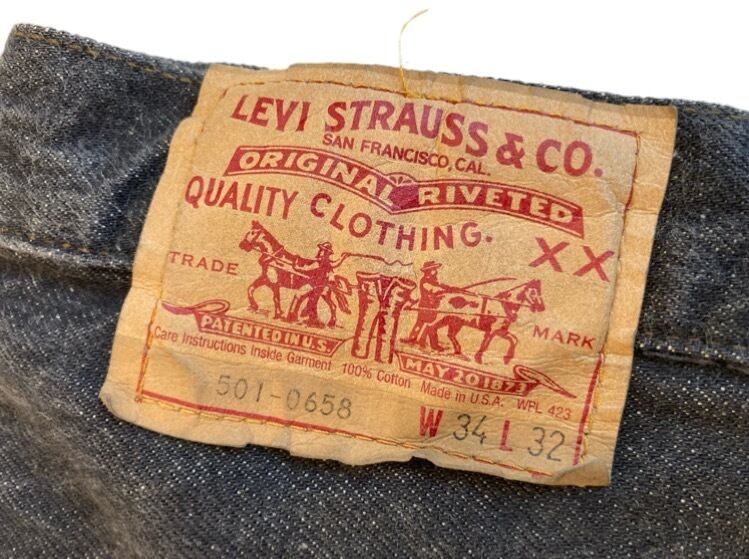 LEVI STRAUSS & CO.
SAN FRANCISCO, CAL.
ORIGINAL RIVETED
QUALITY CLOTHING.
XX
TRADE MARK
PATENTED IN U.S. MAY 20 1873
Care Instructions Inside Garment 100% Cotton Made in U.S.A. WPL 423
501-0658 W 34 L 32